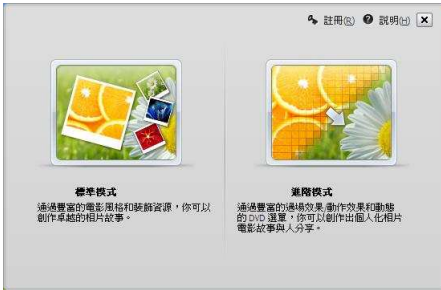 註冊(R) 說明(H)
標準模式
通過豐富的電影風格和裝飾資源，你可以
創作卓越的相片故事。
進階模式
通過豐富的過場效果/動作效果和動態
的 DVD 選單，你可以創作出個人化相片
電影故事與人分享。